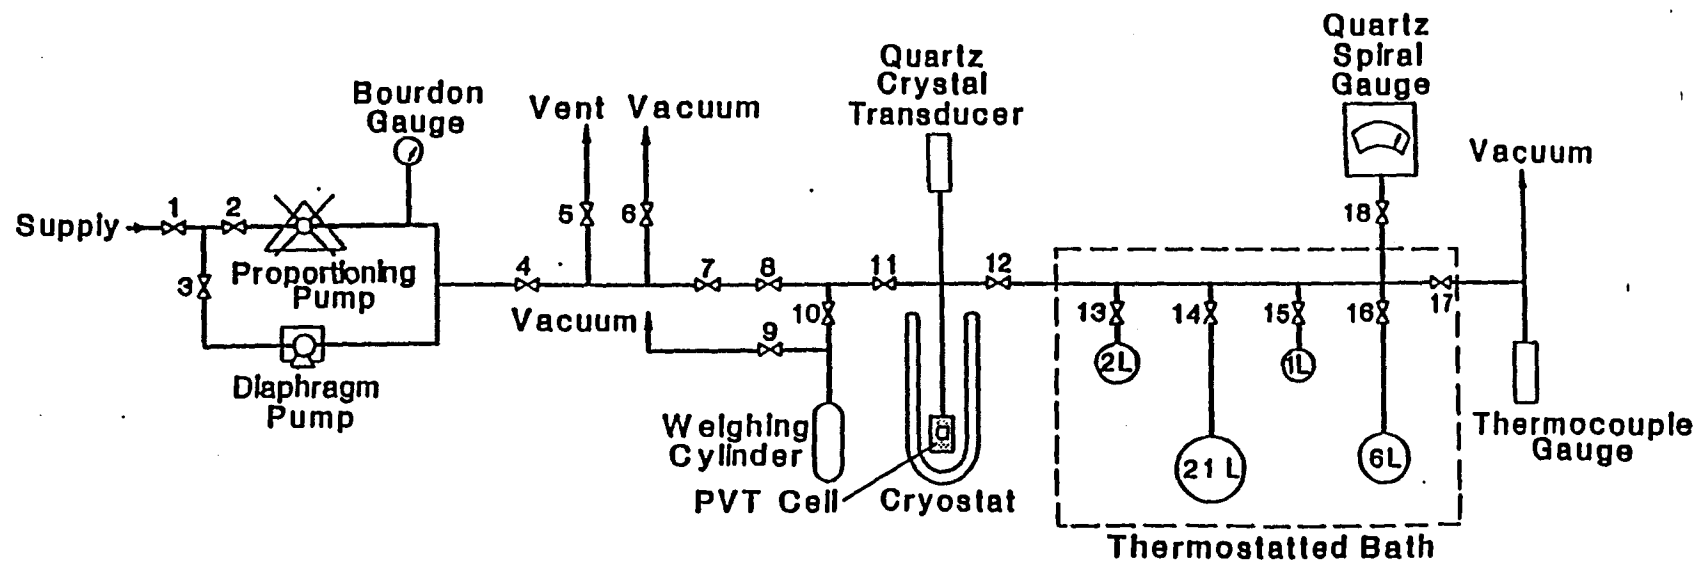 Quartz
Spiral
Gauge
Quartz
Crystal
Transducer
Bourdon
Gauge
Vent
Vacuum
Vacuum
Supply
1
2
3
Proportioning
Pump
Diaphragm
Pump
4
5
6
7
8
Vacuum
9
10
11
12
Weighing
Cylinder
PVT Cell
Cryostat
13
14
15
16
17
18
2L
21 L
1L
6L
Thermocouple
Gauge
Thermostatted Bath